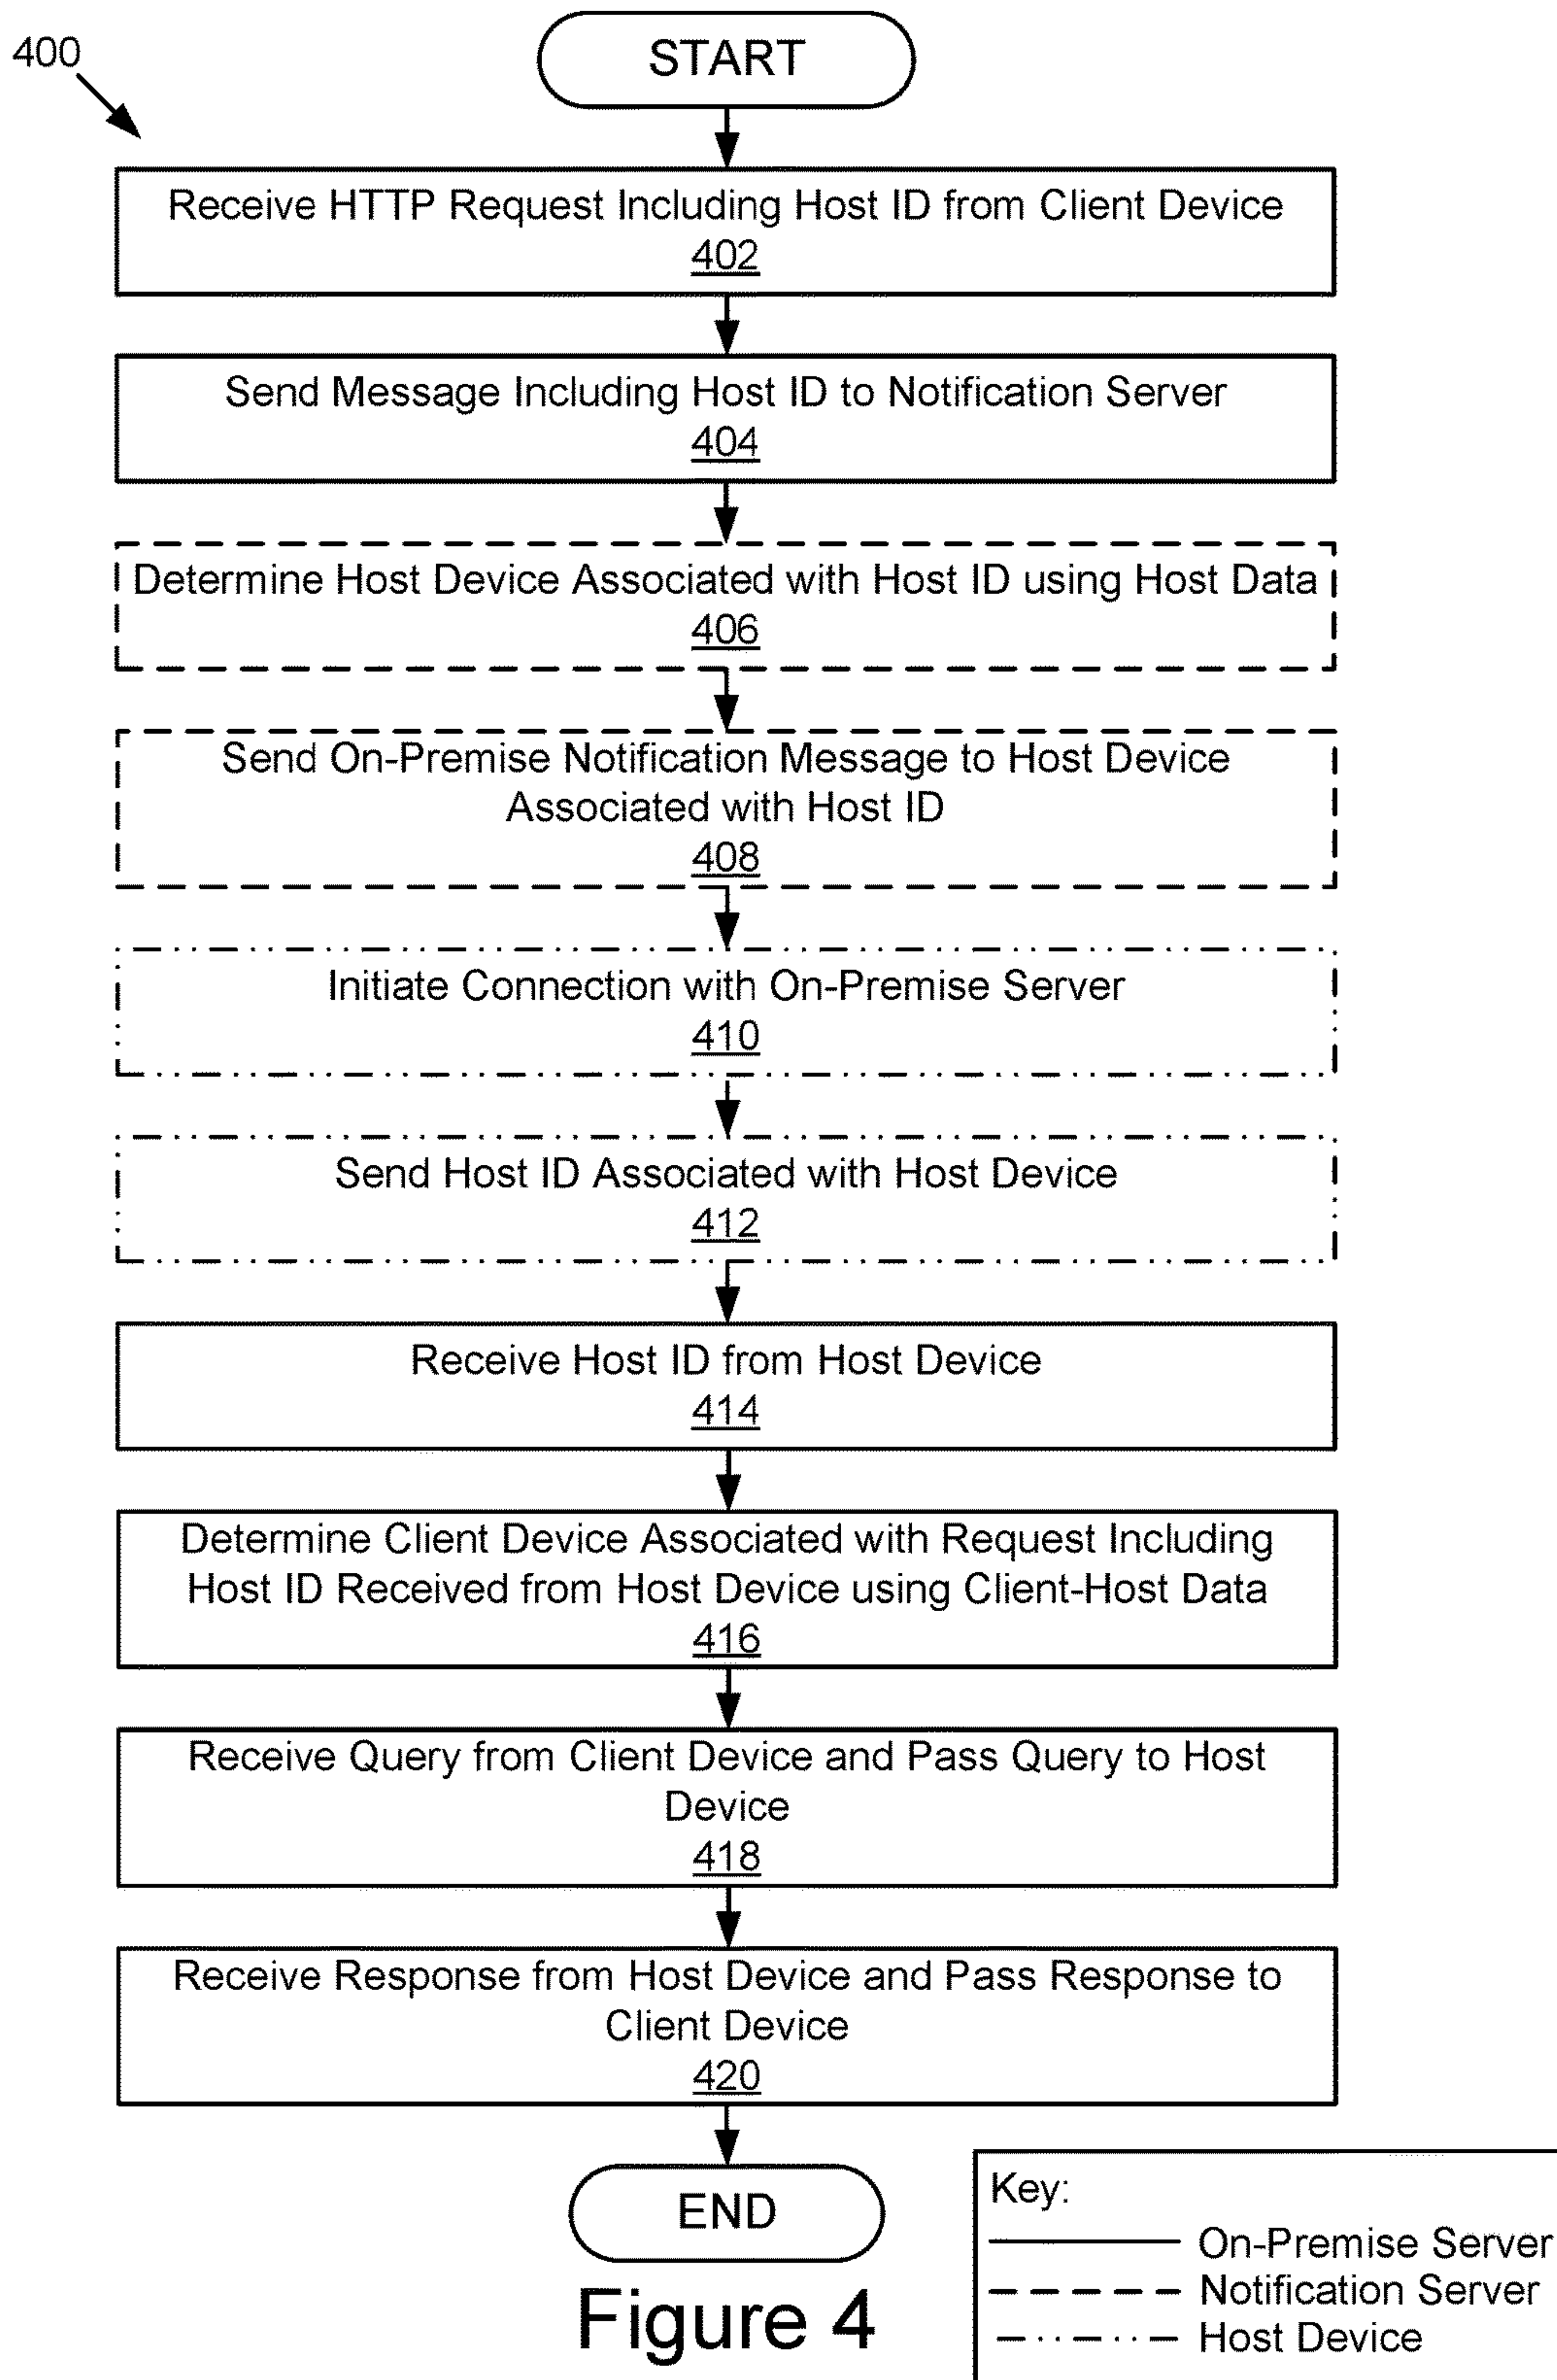 400
START
Receive HTTP Request Including Host ID from Client Device
402
Send Message Including Host ID to Notification Server
404
Determine Host Device Associated with Host ID using Host Data
406
Send On-Premise Notification Message to Host Device
Associated with Host ID
408
Initiate Connection with On-Premise Server
410
Send Host ID Associated with Host Device
412
Receive Host ID from Host Device
414
Determine Client Device Associated with Request Including
Host ID Received from Host Device using Client-Host Data
416
Receive Query from Client Device and Pass Query to Host
Device
418
Receive Response from Host Device and Pass Response to
Client Device
420
END
Figure 4
Key:
On-Premise Server
Notification Server
Host Device